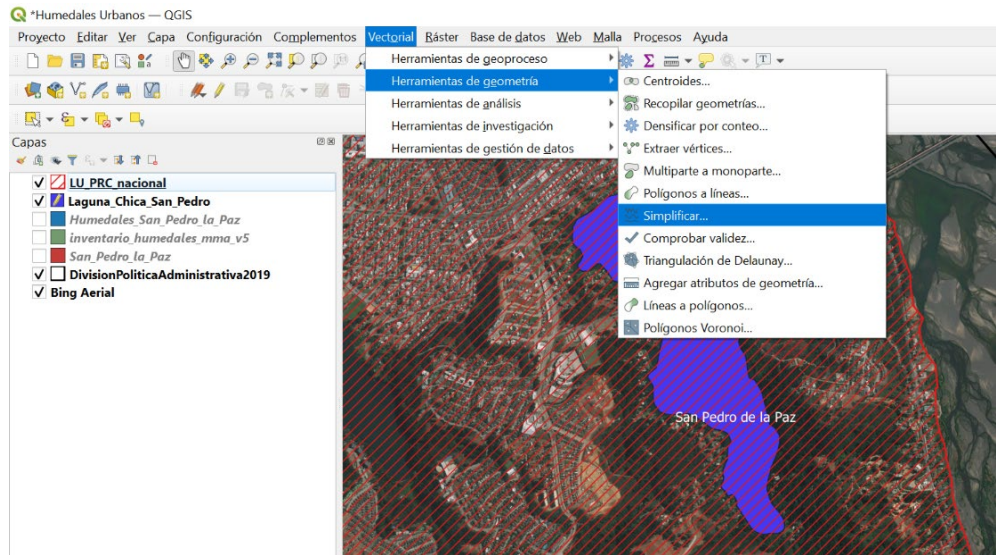 *Humedales Urbanos — QGIS
Proyecto Editar Ver Capa Configuración Complementos Vectorial Ráster Base de datos Web Malla Procesos Ayuda
Herramientas de geoproceso
Herramientas de geometría
Herramientas de análisis
Herramientas de investigación
Herramientas de gestión de datos
Centroides...
Recopilar geometrías...
Densificar por conteo...
Extraer vértices...
Multiparte a monoparte...
Polígonos a líneas...
Simplificar...
Comprobar validez...
Triangulación de Delaunay...
Agregar atributos de geometría...
Líneas a polígonos...
Polígonos Voronoi...
Capas
LU_PRC_nacional
Laguna_Chica_San_Pedro
Humedales_San_Pedro_la_Paz
inventario_humedales_mma_v5
San_Pedro_la_Paz
DivisionPoliticaAdministrativa2019
Bing Aerial
San Pedro de la Paz